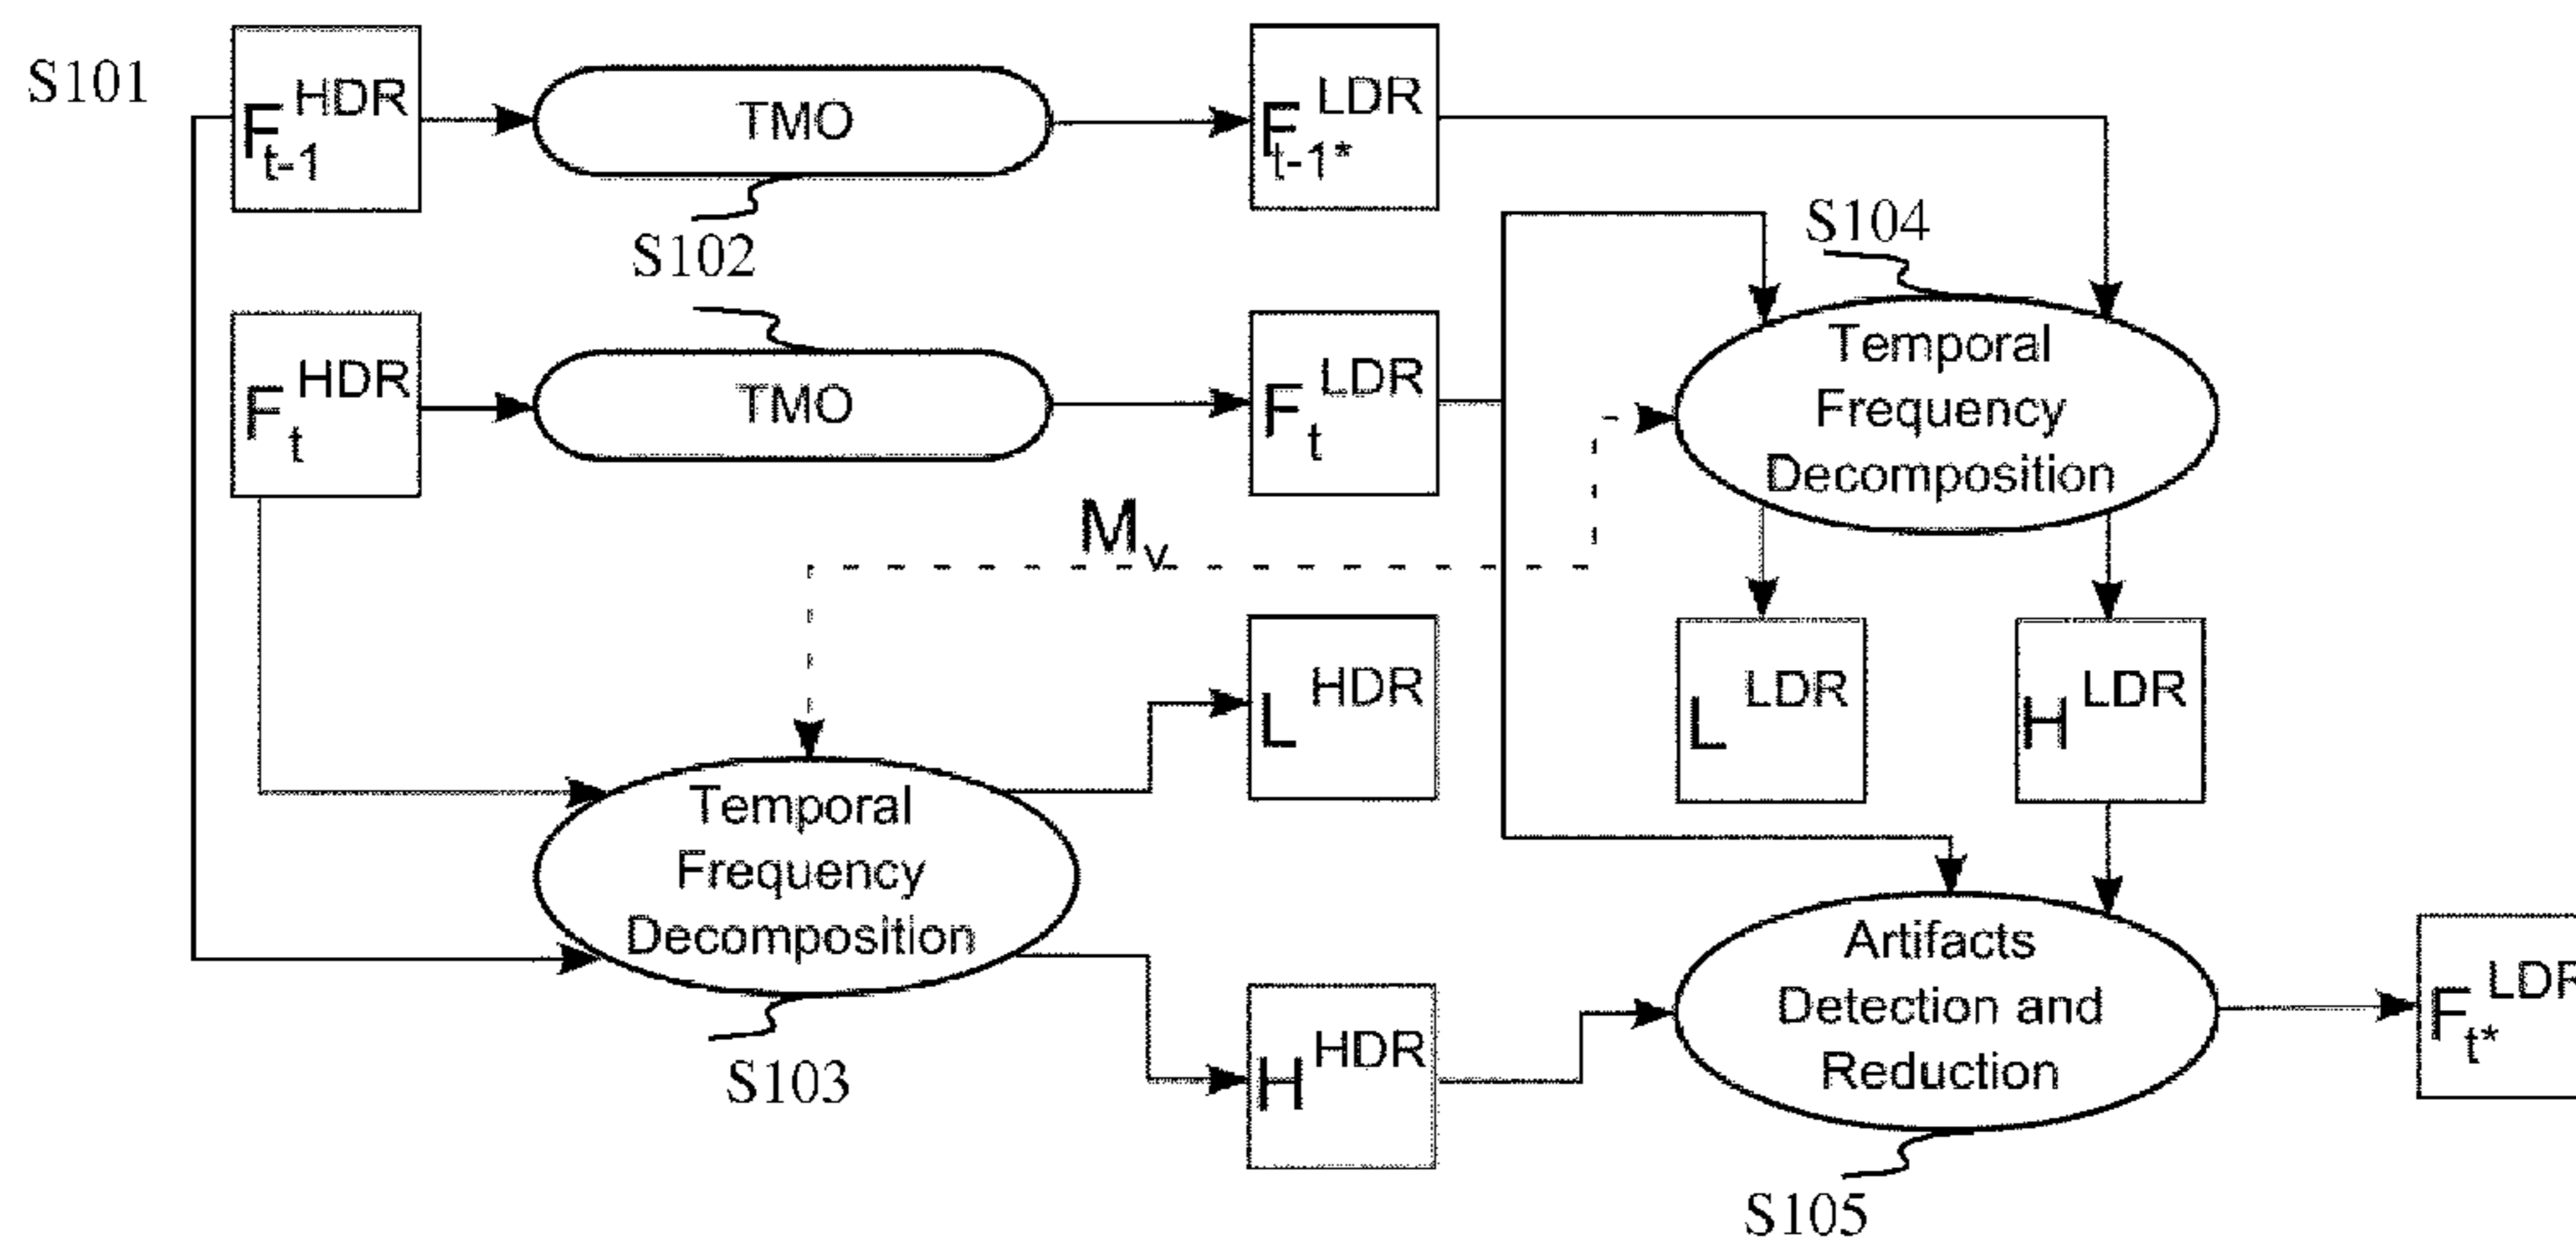 S101
F t-1 HDR
TMO
F t-1* LDR
S102
S104
F t HDR
TMO
F t LDR
Temporal
Frequency
Decomposition
Mv
L HDR
L LDR
H LDR
Temporal
Frequency
Decomposition
S103
H HDR
Artifacts
Detection and
Reduction
F t* LDR
S105